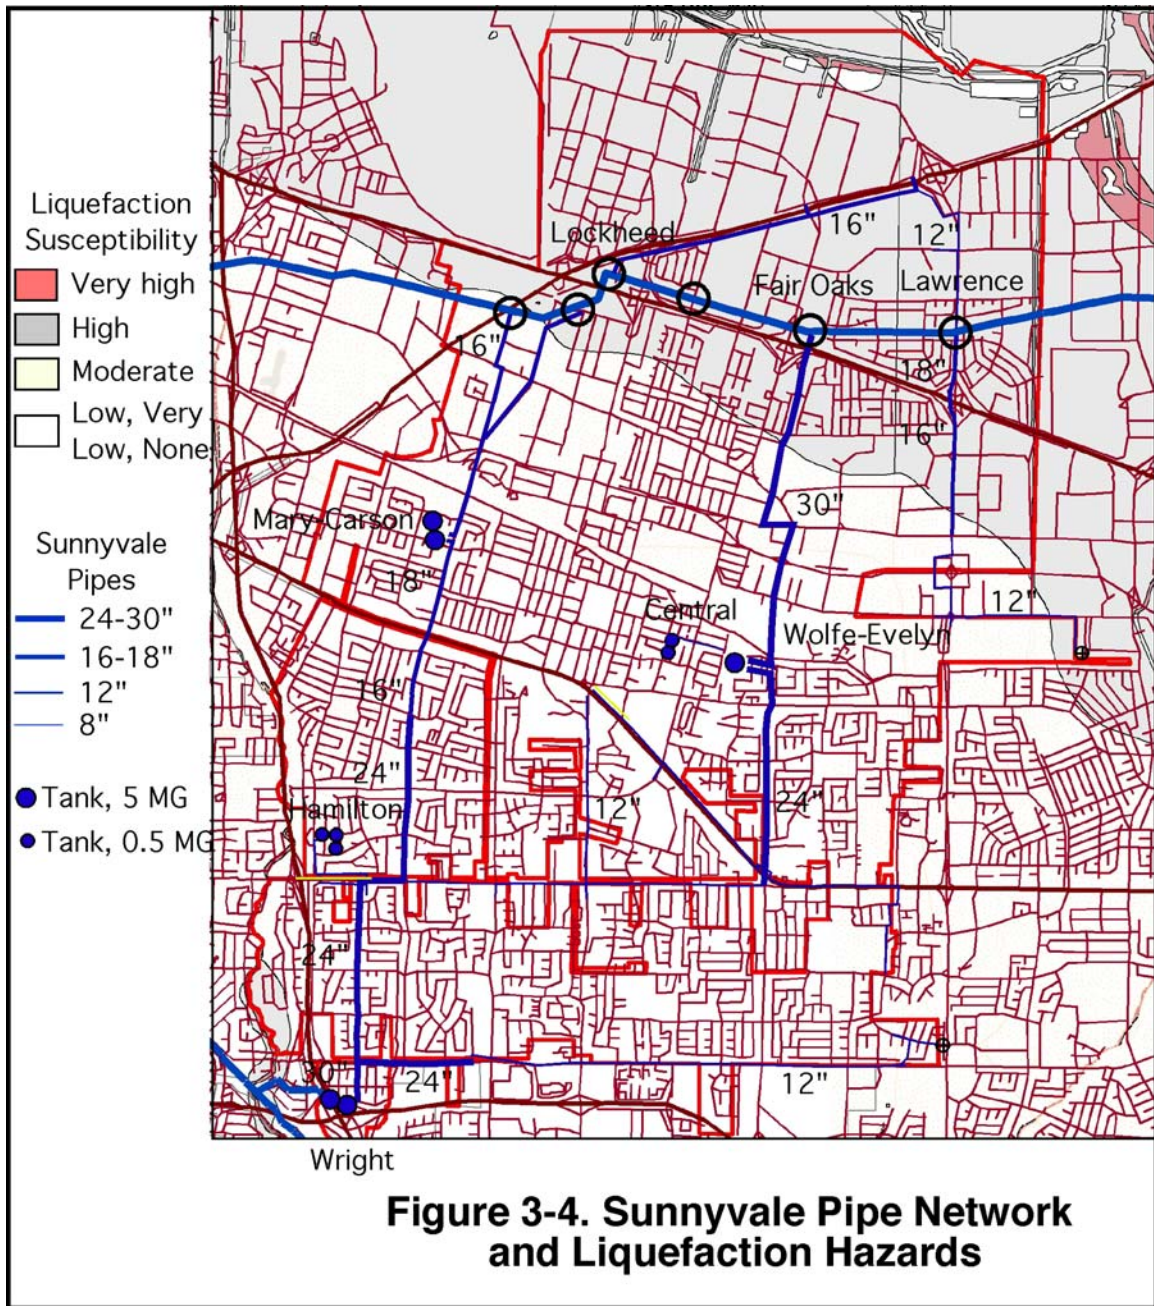 Liquefaction
Susceptibility
Very high
High
Moderate
Low, Very
Low, None
Sunnyvale
Pipes
24-30"
16-18"
12"
8"
Tank, 5 MG
Tank, 0.5 MG
Lockheed
16"
12"
Fair Oaks
Lawrence
16"
18"
16"
30"
Mary-Carson
18"
12"
Central
Wolfe-Evelyn
16"
24"
Hamilton
12"
24"
24"
30"
24"
12"
Wright
Figure 3-4. Sunnyvale Pipe Network
and Liquefaction Hazards